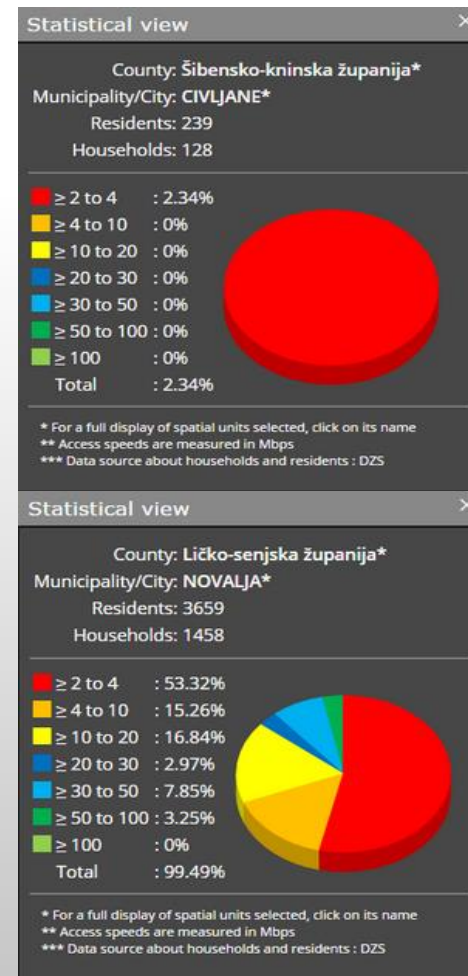 Statistical view ×
County: Šibensko-kninska županija*
Municipality/City: CIVLJANE*
Residents: 239
Households: 128
≥ 2 to 4 : 2.34%
≥ 4 to 10 : 0%
≥ 10 to 20 : 0%
≥ 20 to 30 : 0%
≥ 30 to 50 : 0%
≥ 50 to 100 : 0%
≥ 100 : 0%
Total : 2.34%
* For a full display of spatial units selected, click on its name
** Access speeds are measured in Mbps
*** Data source about households and residents : DZS
Statistical view ×
County: Ličko-senjska županija*
Municipality/City: NOVALJA*
Residents: 3659
Households: 1458
≥ 2 to 4 : 53.32%
≥ 4 to 10 : 15.26%
≥ 10 to 20 : 16.84%
≥ 20 to 30 : 2.97%
≥ 30 to 50 : 7.85%
≥ 50 to 100 : 3.25%
≥ 100 : 0%
Total : 99.49%
* For a full display of spatial units selected, click on its name
** Access speeds are measured in Mbps
*** Data source about households and residents : DZS